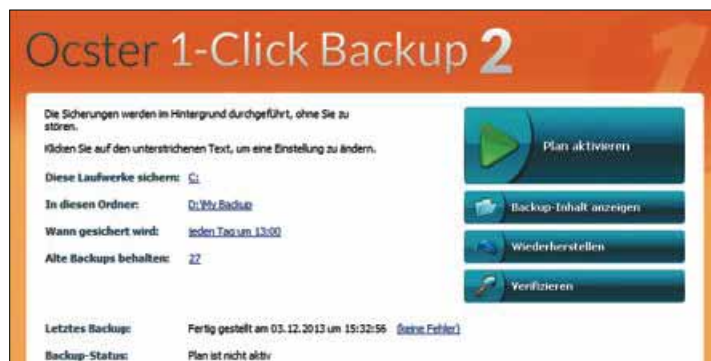 Ocster 1-Click Backup 2
Die Sicherungen werden im Hintergrund durchgeführt, ohne Sie zu
stören.
Klicken Sie auf den unterstrichenen Text, um eine Einstellung zu ändern.
Diese Laufwerke sichern: C:
In diesen Ordner: D:\My Backup
Wann gesichert wird: jeden Tag um 13:00
Alte Backups behalten: 27
Plan aktivieren
Backup-Inhalt anzeigen
Wiederherstellen
Verifizieren
Letztes Backup: Fertig gestellt am 03.12.2013 um 15:32:56 (keine Fehler)
Backup-Status: Plan ist nicht aktiv